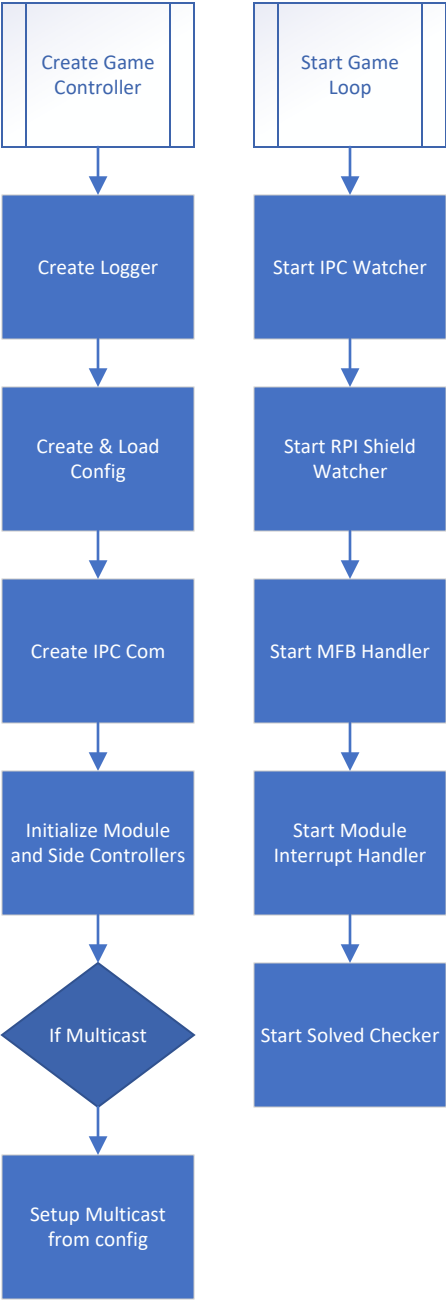 Create Game
Controller
Create Logger
Create & Load
Config
Create IPC Com
Initialize Module
and Side Controllers
If Multicast
Setup Multicast
from config
Start Game
Loop
Start IPC Watcher
Start RPI Shield
Watcher
Start MFB Handler
Start Module
Interrupt Handler
Start Solved Checker